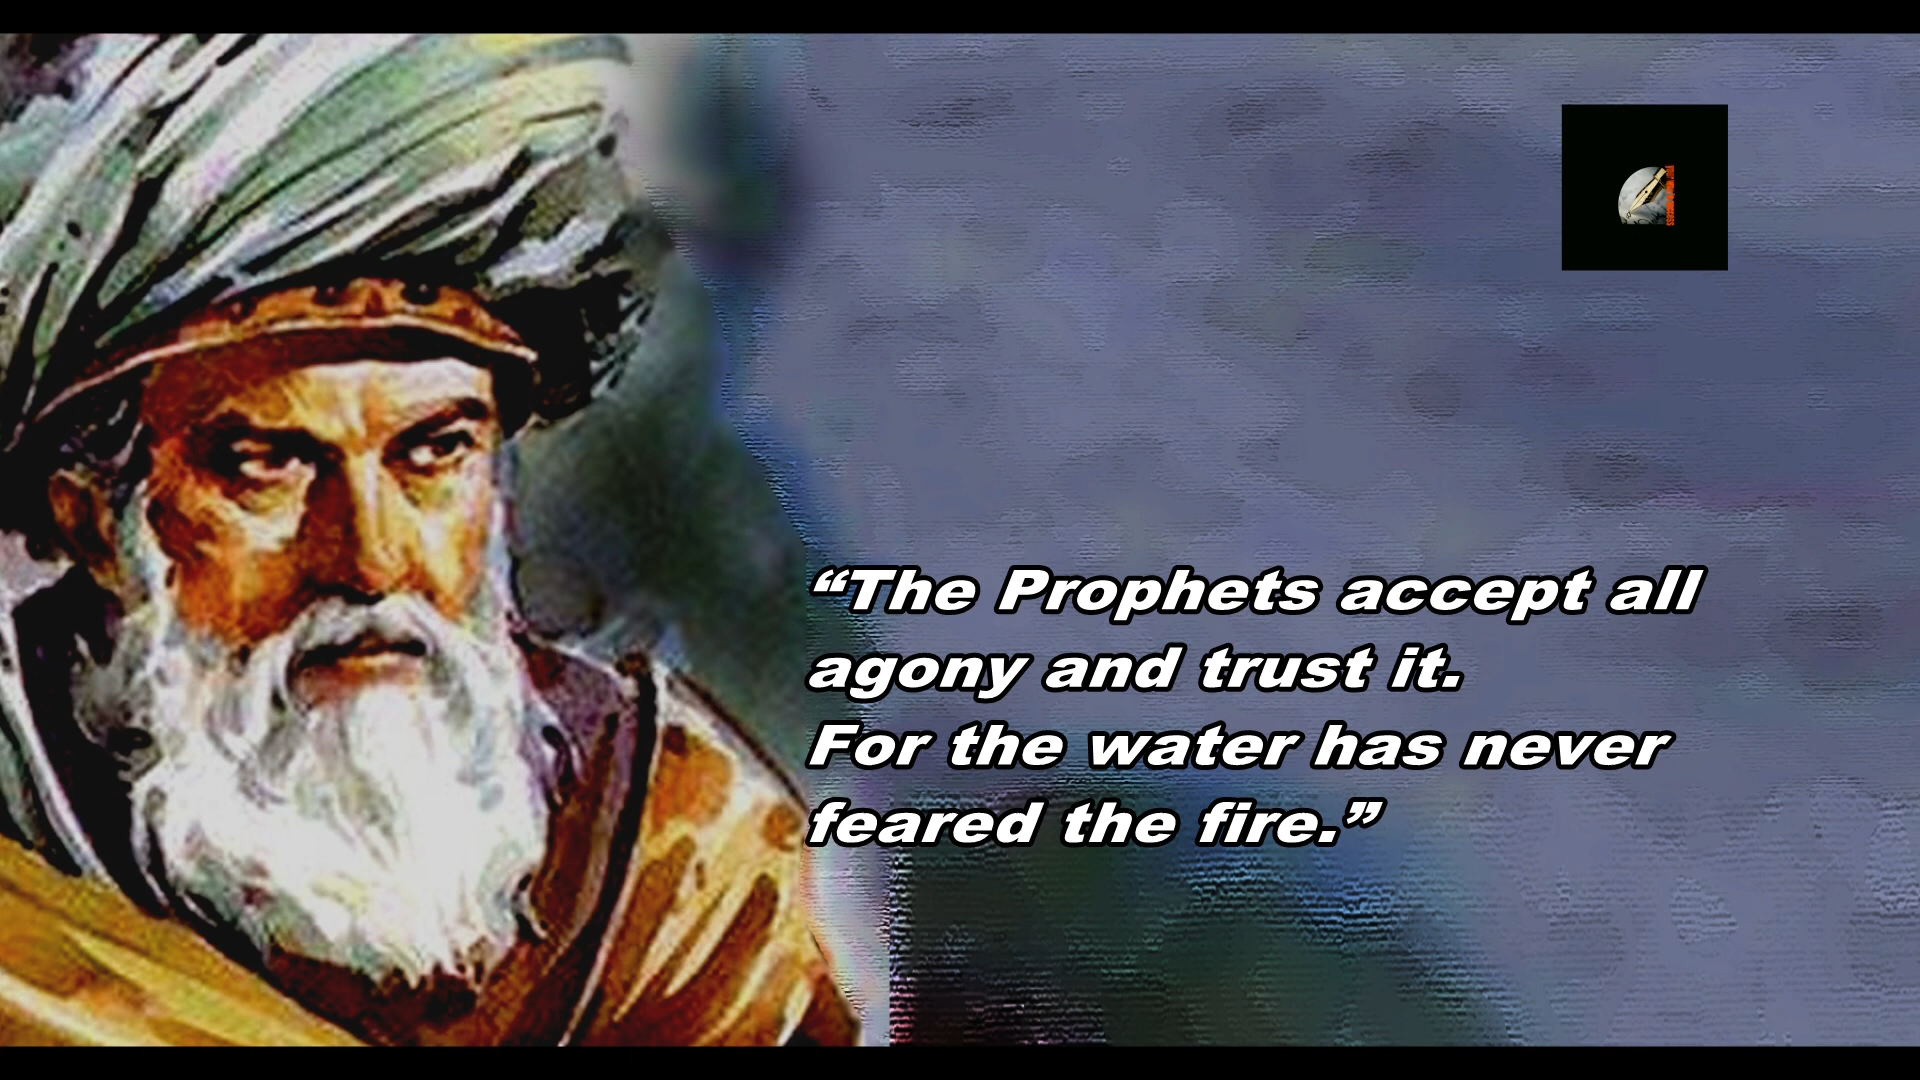 “The Prophets accept all
agony and trust it.
For the water has never
feared the fire.”